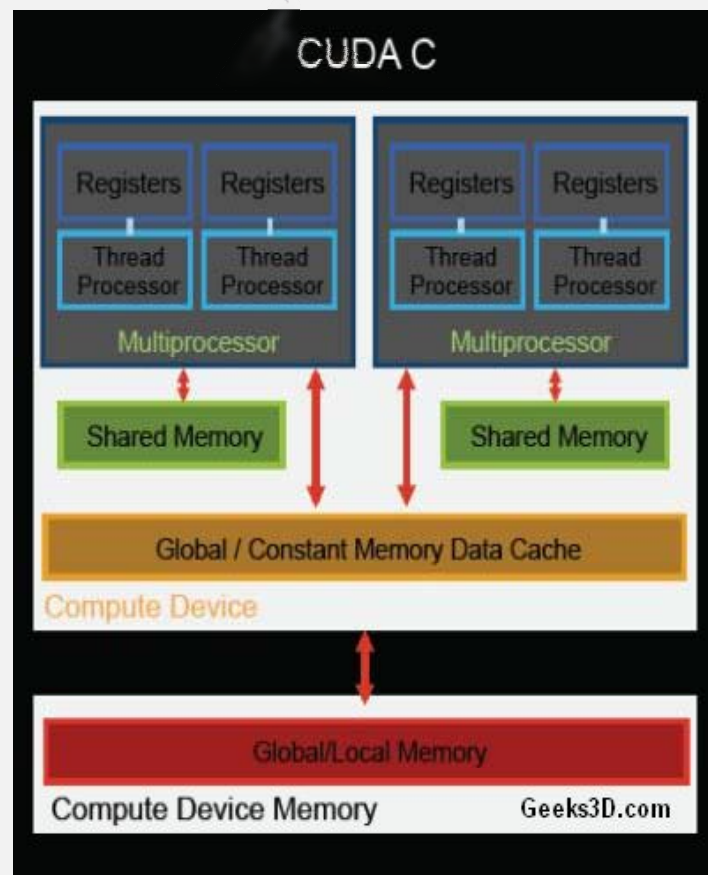 CUDA C
Registers Registers Registers Registers
Thread Processor Thread Processor Thread Processor Thread Processor
Multiprocessor Multiprocessor
Shared Memory Shared Memory
Global / Constant Memory Data Cache
Compute Device
Global/Local Memory
Compute Device Memory Geeks3D.com